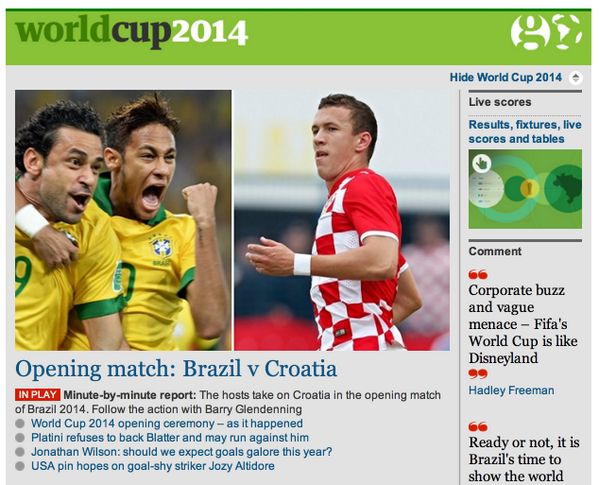 worldcup2014
Hide World Cup 2014
Opening match: Brazil v Croatia
IN PLAY Minute-by-minute report: The hosts take on Croatia in the opening match
of Brazil 2014. Follow the action with Barry Glendenning
World Cup 2014 opening ceremony – as it happened
Platini refuses to back Blatter and may run against him
Jonathan Wilson: should we expect goals galore this year?
USA pin hopes on goal-shy striker Jozy Altidore
Live scores
Results, fixtures, live
scores and tables
Comment
Corporate buzz
and vague
menace – Fifa's
World Cup is like
Disneyland
Hadley Freeman
Ready or not, it is
Brazil's time to
show the world